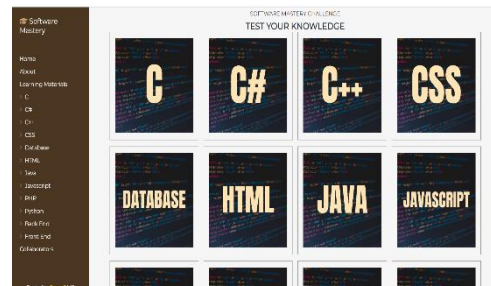 Software
Mastery
Home
About
Learning Materials
C
C#
C++
CSS
Database
HTML
Java
Javascript
PHP
Python
Back End
Front End
Collaborators
SOFTWARE MASTERY CHALLENGE
TEST YOUR KNOWLEDGE
C
C#
C++
CSS
DATABASE
HTML
JAVA
JAVASCRIPT